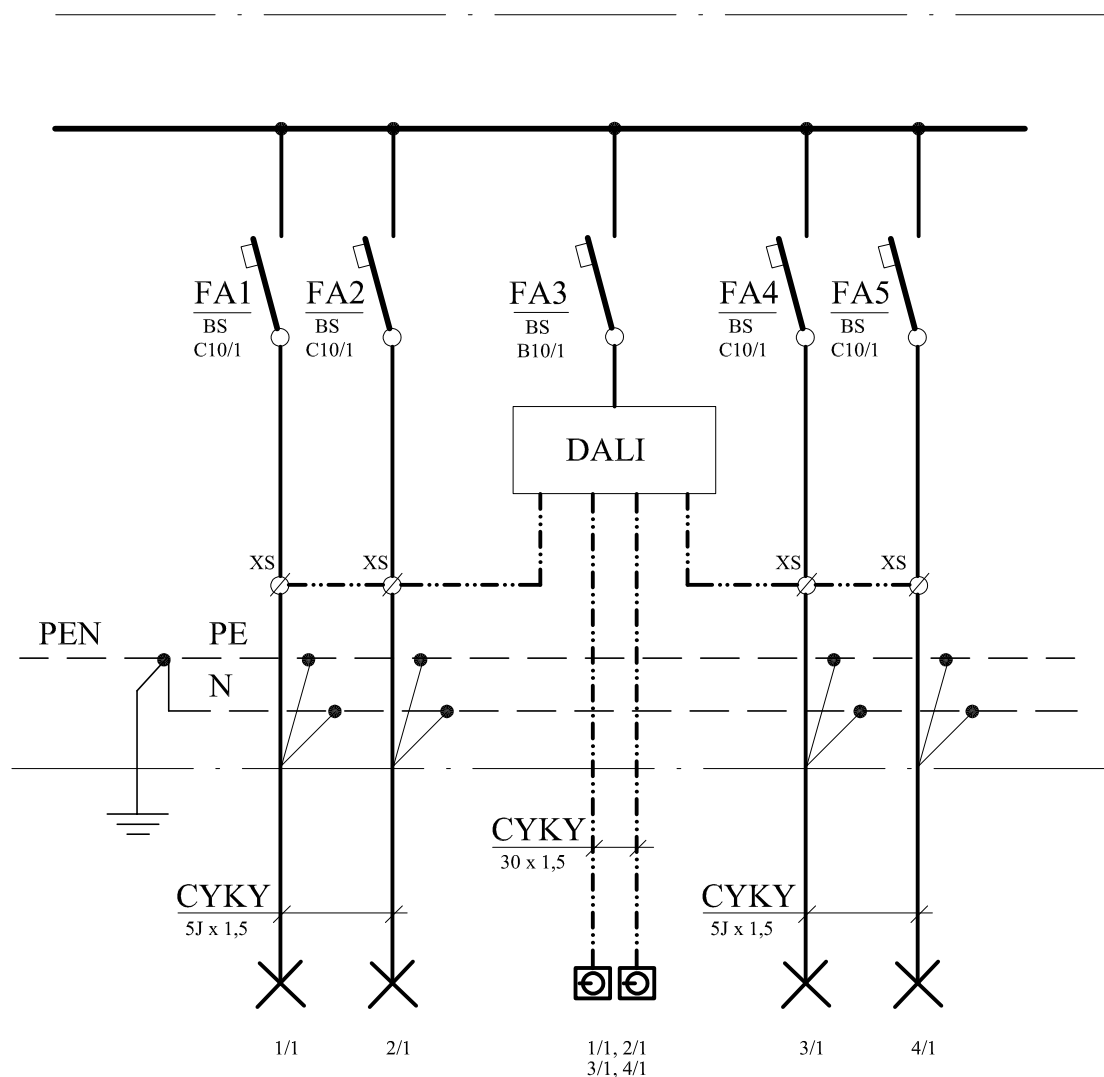 FA1 FA2 FA3 FA4 FA5
BS BS BS BS BS
C10/1 C10/1 B10/1 C10/1 C10/1
DALI
XS XS XS XS
PEN PE
N
CYKY
30 x 1,5
CYKY CYKY
5J x 1,5 5J x 1,5
1/1 2/1 1/1, 2/1 3/1 4/1
3/1, 4/1